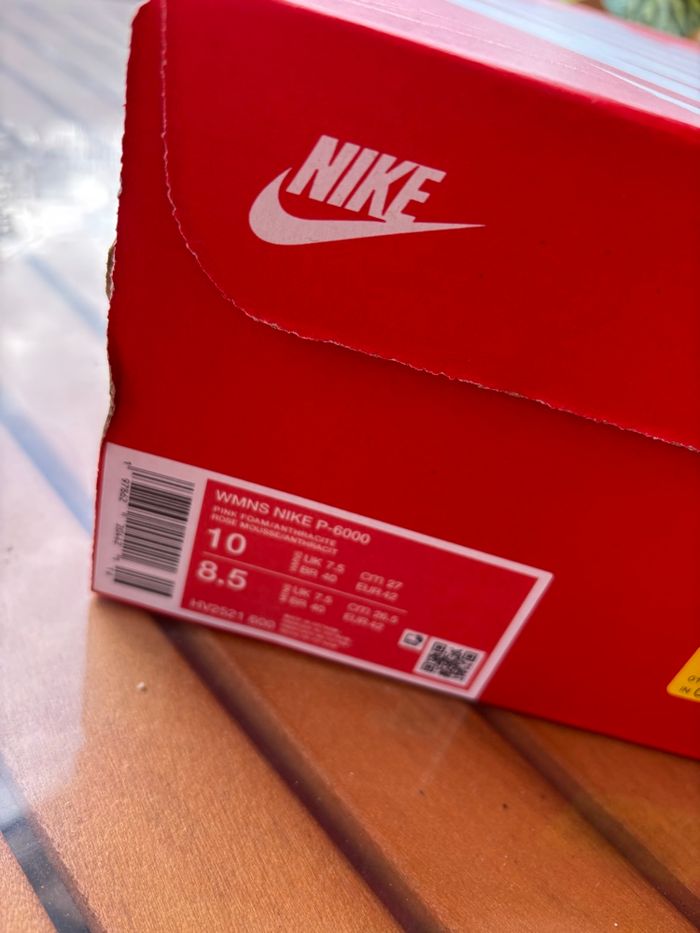 NIKE
WMNS NIKE P-6000
PINK FOAM/ANTHRACITE
ROSE MOUSSE/ANTHRACIT
10 UK 7.5 CM 27
BR 40 EUR 42
8.5 UK 7.5 CM 26.5
BR 40 EUR 42
HV2521 600
IN